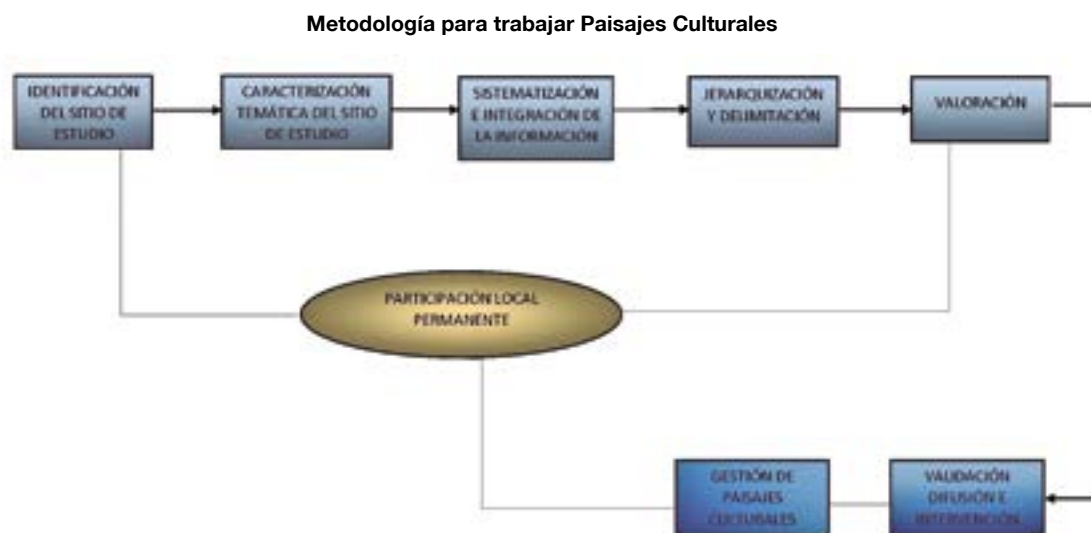 Metodología para trabajar Paisajes Culturales
IDENTIFICACIÓN
DEL SITIO DE
ESTUDIO
CARACTERIZACIÓN
TEMÁTICA DEL SITIO
DE ESTUDIO
SISTEMATIZACIÓN
E INTEGRACIÓN DE
LA INFORMACIÓN
JERARQUIZACIÓN
Y DELIMITACIÓN
VALORACIÓN
PARTICIPACIÓN LOCAL
PERMANENTE
GESTIÓN DE
PAISAJES
CULTURALES
VALIDACIÓN
DIFUSIÓN E
INTERVENCIÓN